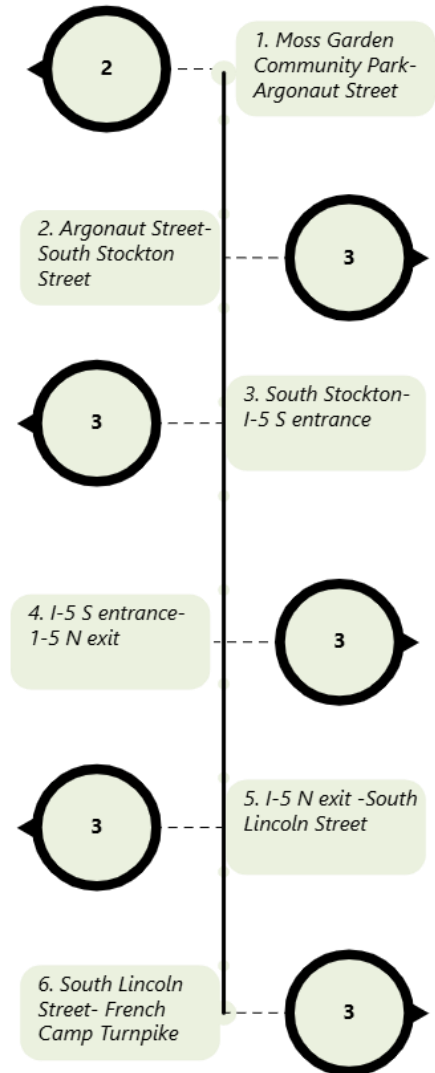 2
1. Moss Garden
Community Park-
Argonaut Street
2. Argonaut Street-
South Stockton
Street
3
3
3. South Stockton-
I-5 S entrance
4. I-5 S entrance-
1-5 N exit
3
3
5. I-5 N exit -South
Lincoln Street
6. South Lincoln
Street- French
Camp Turnpike
3